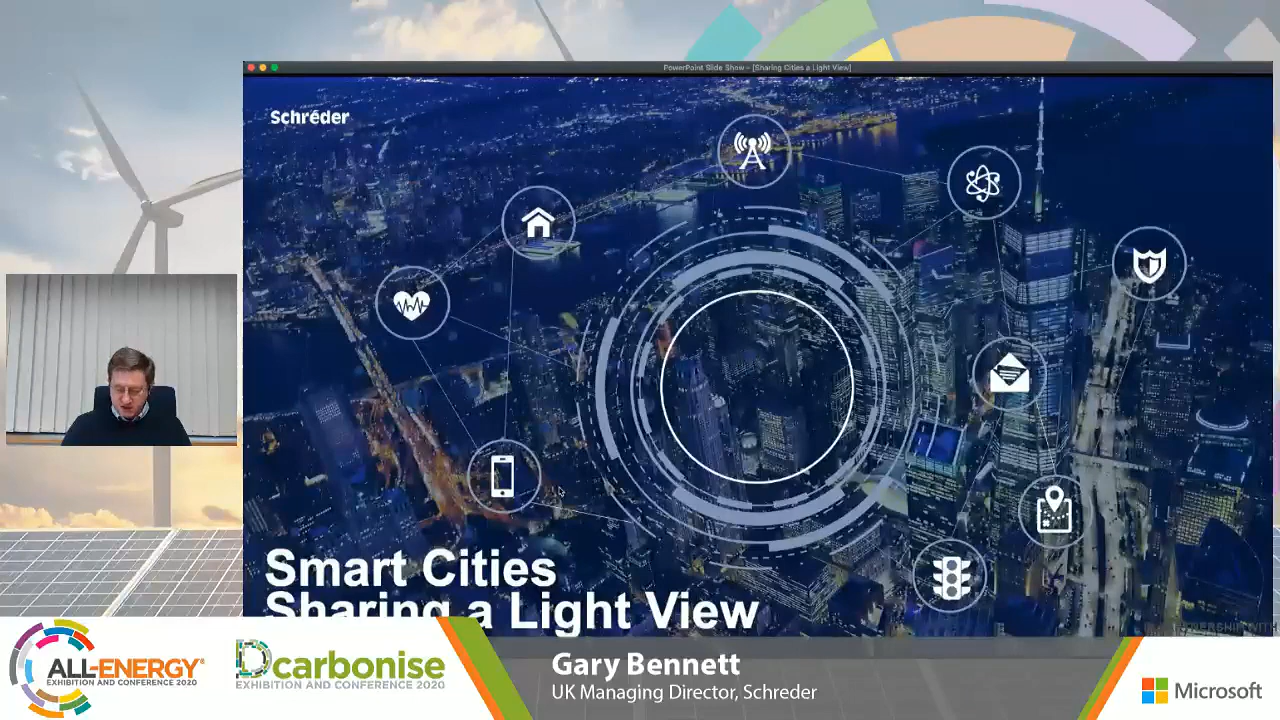 PowerPoint Slide Show - [Sharing Cities a Light View]
Schréder
Smart Cities
Sharing a Light View
ALL-ENERGY®
EXHIBITION AND CONFERENCE 2020
Dcarbonise
EXHIBITION AND CONFERENCE 2020
Gary Bennett
UK Managing Director, Schreder
Microsoft